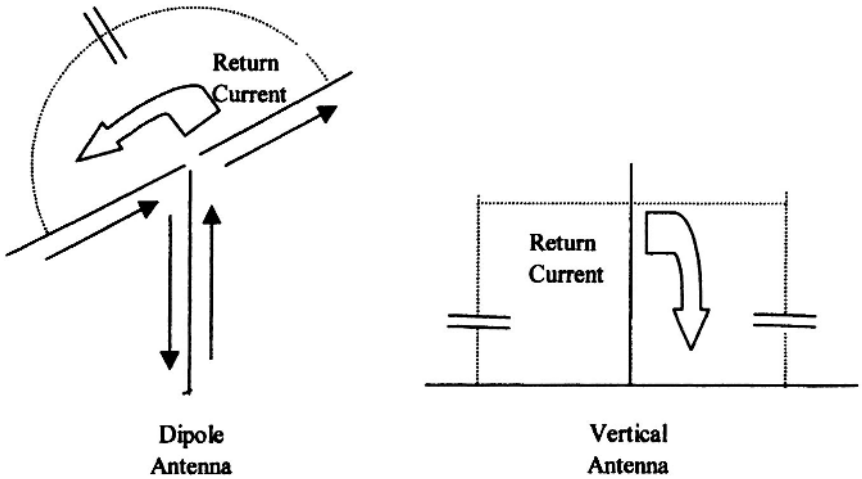 Return
Current
Return
Current
Dipole
Antenna
Vertical
Antenna